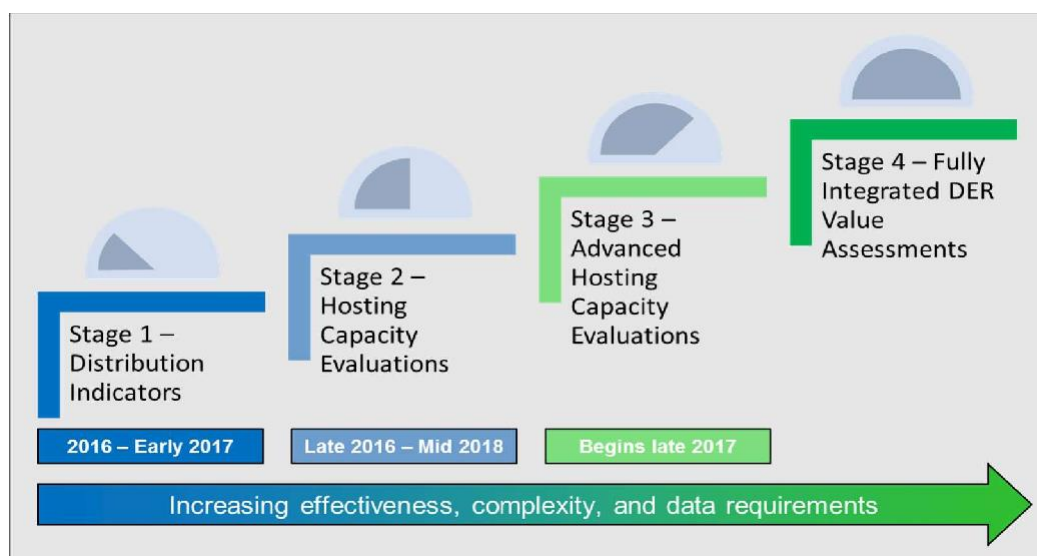 Stage 1 –
Distribution
Indicators
Stage 2 –
Hosting
Capacity
Evaluations
Stage 3 –
Advanced
Hosting
Capacity
Evaluations
Stage 4 – Fully
Integrated DER
Value
Assessments
2016 – Early 2017
Late 2016 – Mid 2018
Begins late 2017
Increasing effectiveness, complexity, and data requirements